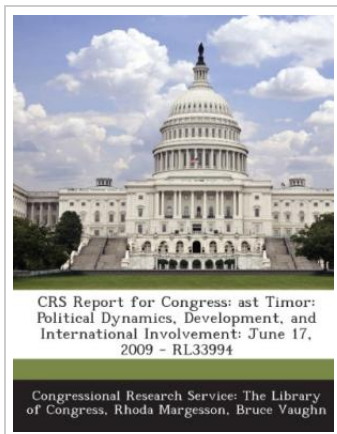 CRS Report for Congress: ast Timor:
Political Dynamics, Development, and
International Involvement: June 17,
2009 - RL33994
Congressional Research Service: The Library
of Congress, Rhoda Margesson, Bruce Vaughn